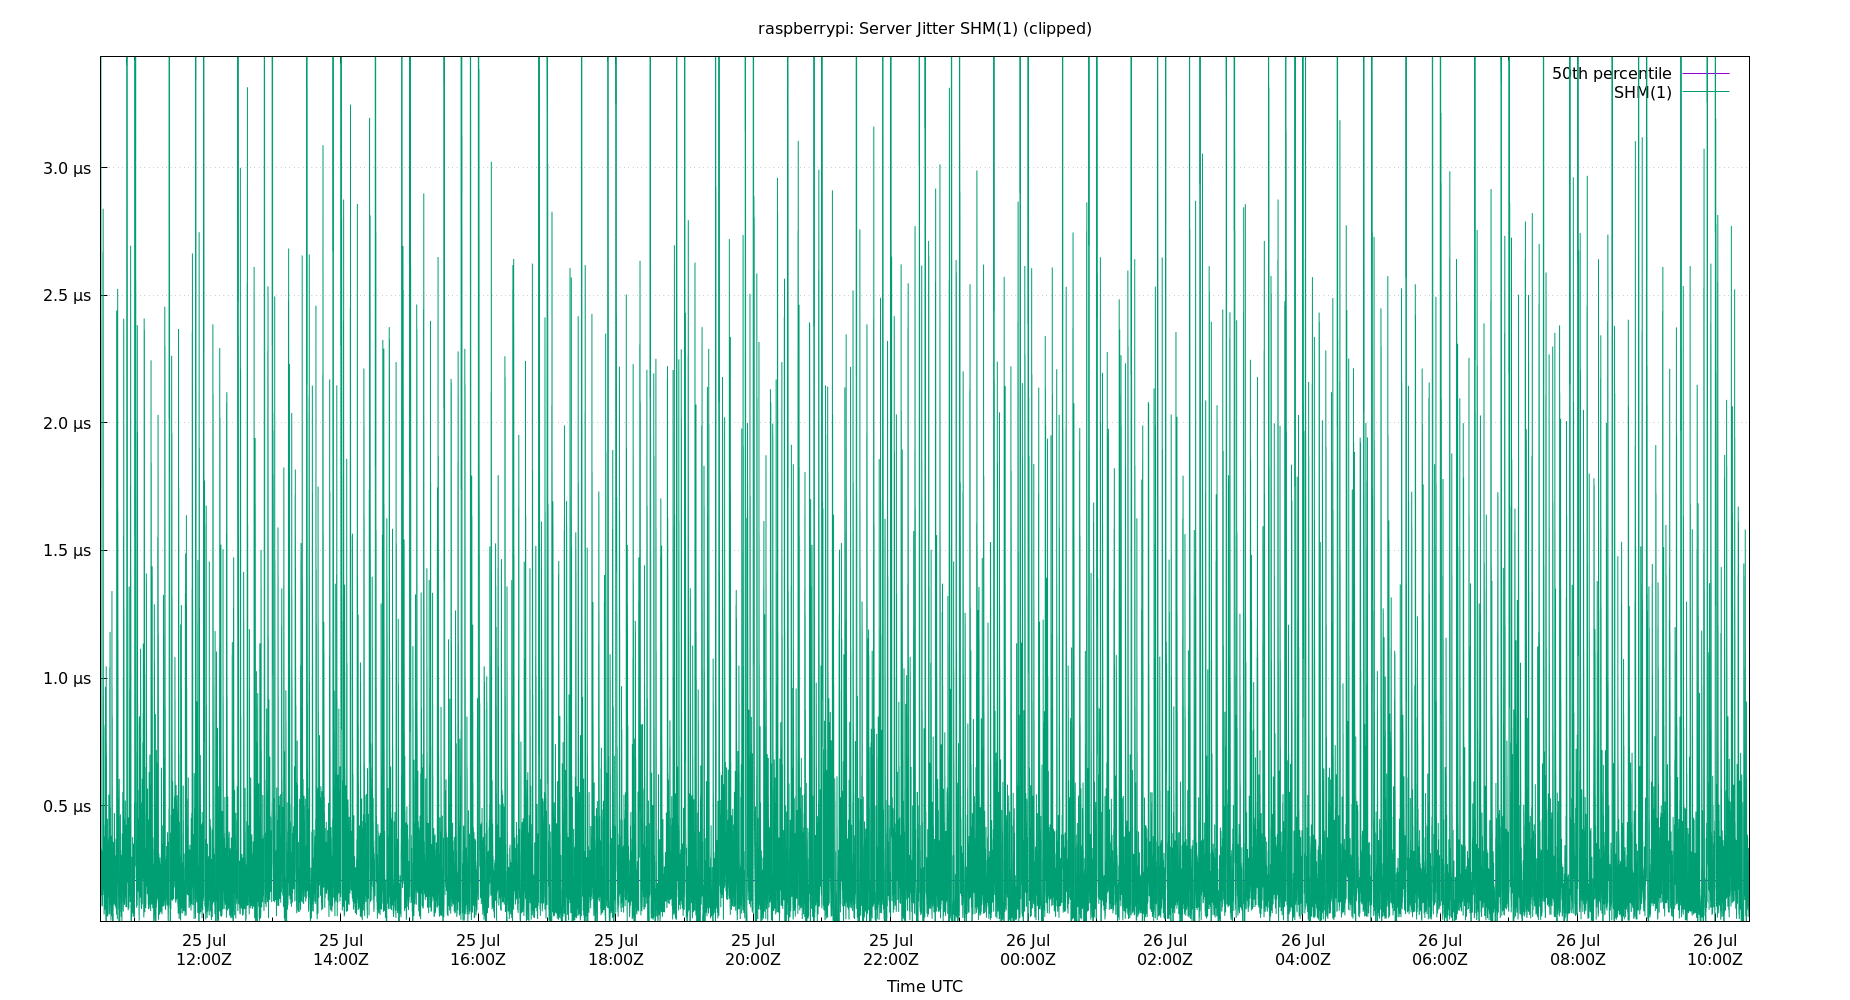 raspberrypi: Server Jitter SHM(1) (clipped)
50th percentile
SHM(1)
3.0 µs
2.5 µs
2.0 µs
1.5 µs
1.0 µs
0.5 µs
25 Jul 25 Jul 25 Jul 25 Jul 25 Jul 25 Jul 26 Jul 26 Jul 26 Jul 26 Jul 26 Jul 26 Jul
12:00Z 14:00Z 16:00Z 18:00Z 20:00Z 22:00Z 00:00Z 02:00Z 04:00Z 06:00Z 08:00Z 10:00Z
Time UTC